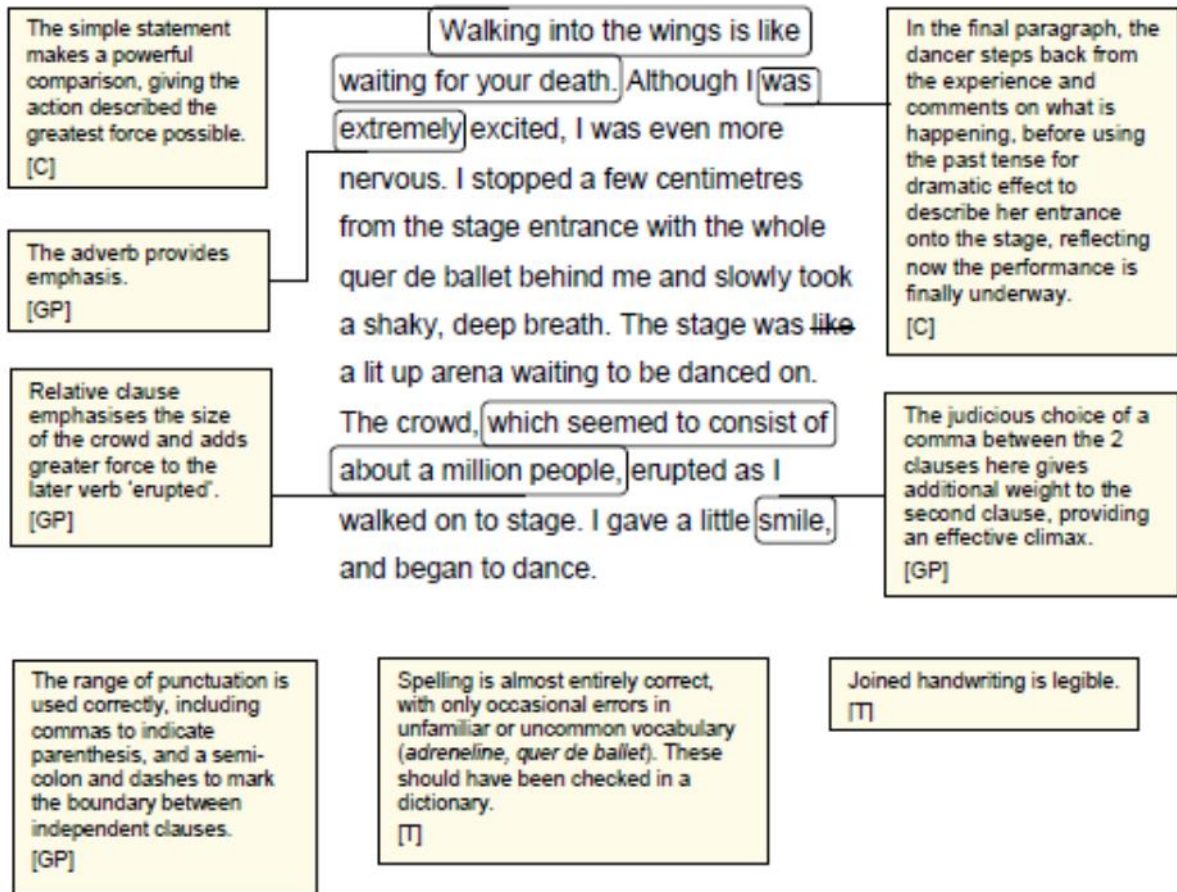 The simple statement
makes a powerful
comparison, giving the
action described the
greatest force possible.
[C]
The adverb provides
emphasis.
[GP]
Relative clause
emphasises the size
of the crowd and adds
greater force to the
later verb 'erupted'.
[GP]
Walking into the wings is like
waiting for your death. Although I was
extremely excited, I was even more
nervous. I stopped a few centimetres
from the stage entrance with the whole
quer de ballet behind me and slowly took
a shaky, deep breath. The stage was like
a lit up arena waiting to be danced on.
The crowd, which seemed to consist of
about a million people, erupted as I
walked on to stage. I gave a little smile,
and began to dance.
In the final paragraph, the
dancer steps back from
the experience and
comments on what is
happening, before using
the past tense for
dramatic effect to
describe her entrance
onto the stage, reflecting
now the performance is
finally underway.
[C]
The judicious choice of a
comma between the 2
clauses here gives
additional weight to the
second clause, providing
an effective climax.
[GP]
The range of punctuation is
used correctly, including
commas to indicate
parenthesis, and a semi-
colon and dashes to mark
the boundary between
independent clauses.
[GP]
Spelling is almost entirely correct,
with only occasional errors in
unfamiliar or uncommon vocabulary
(adreneline, quer de ballet). These
should have been checked in a
dictionary.
[T]
Joined handwriting is legible.
[T]